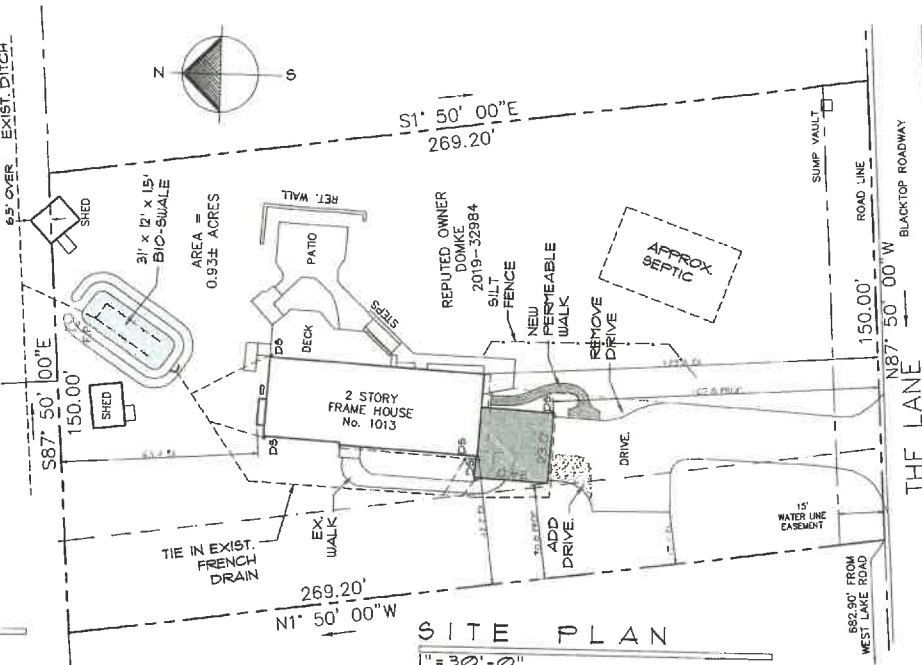 6.5' OVER
EXIST. DITCH
N
S
S1° 50' 00"E
269.20'
SHED
31' x 12' x 1.5'
BIO-SWALE
AREA =
0.93± ACRES
RET. WALL
PATIO
DECK
STEPS
REPUTED OWNER
DOMKE
2019-32984
SILT
FENCE
NEW
PERMEABLE
WALK
REMOVE
DRIVE
APPROX.
SEPTIC
SUMP VAULT
ROAD LINE
BLACKTOP ROADWAY
150.00'
N87° 50' 00"W
THE LANE
S87° 50' 00"E
150.00'
SHED
DS
DS
DS
DS
2 STORY
FRAME HOUSE
No. 1013
DRIVE.
EX.
WALK
ADD
DRIVE.
TIE IN EXIST.
FRENCH
DRAIN
15'
WATER LINE
EASEMENT
269.20'
N1° 50' 00"W
682.90' FROM
WEST LAKE ROAD
SITE PLAN
1"=30'-0"